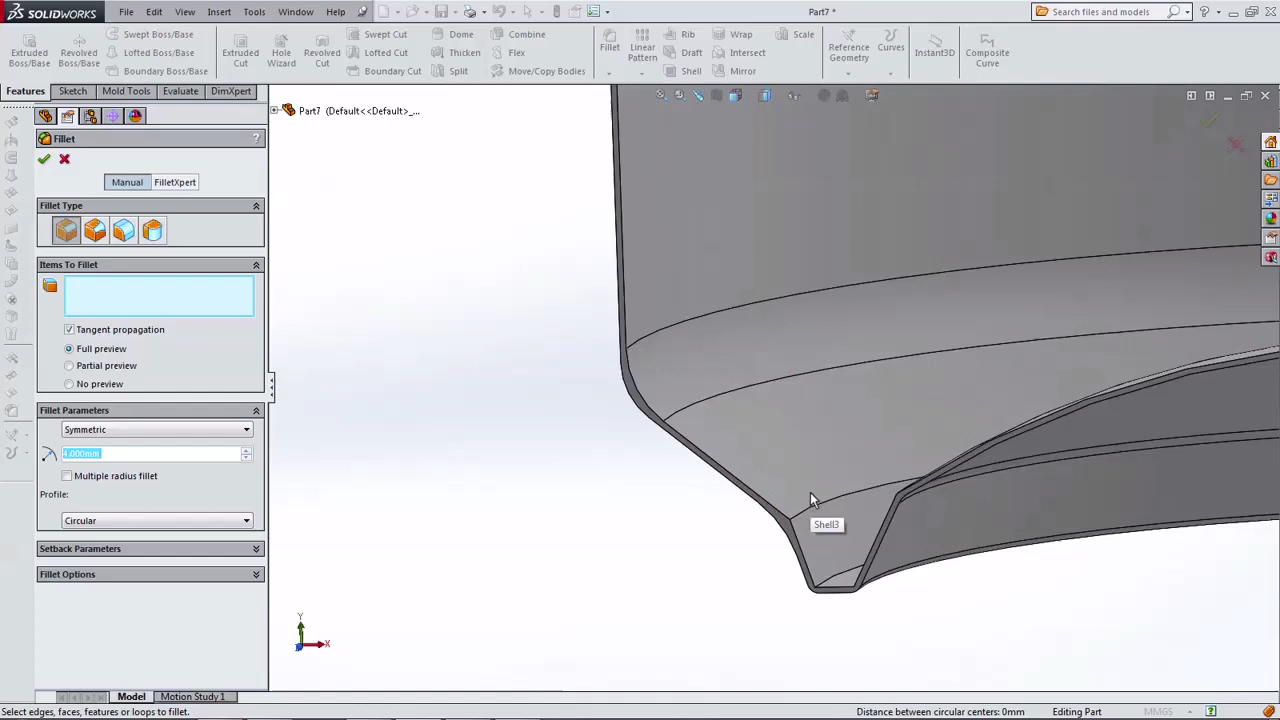 SOLIDWORKS File Edit View Insert Tools Window Help Part7 * Search files and models
Extruded Boss/Base
Revolved Boss/Base
Swept Boss/Base
Lofted Boss/Base
Boundary Boss/Base
Extruded Cut
Hole Wizard
Revolved Cut
Swept Cut
Lofted Cut
Boundary Cut
Dome
Thicken
Split
Combine
Flex
Move/Copy Bodies
Fillet
Linear Pattern
Rib
Draft
Shell
Wrap
Intersect
Mirror
Scale
Reference Geometry
Curves
Instant3D
Composite Curve
Features Sketch Mold Tools Evaluate DimXpert
Part7 (Default<<Default>_...
Fillet ?
Manual FilletXpert
Fillet Type
Items To Fillet
Tangent propagation
Full preview
Partial preview
No preview
Fillet Parameters
Symmetric
4.000mm
Multiple radius fillet
Profile:
Circular
Setback Parameters
Fillet Options
Shell3
Y
X
Model Motion Study 1
Select edges, faces, features or loops to fillet. Distance between circular centers: 0mm Editing Part MMGS